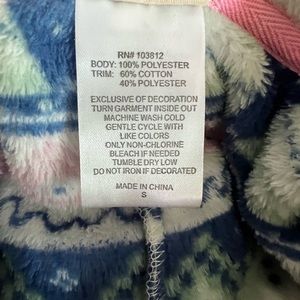 RN# 103812
BODY: 100% POLYESTER
TRIM: 60% COTTON
40% POLYESTER
EXCLUSIVE OF DECORATION
TURN GARMENT INSIDE OUT
MACHINE WASH COLD
GENTLE CYCLE WITH
LIKE COLORS
ONLY NON-CHLORINE
BLEACH IF NEEDED
TUMBLE DRY LOW
DO NOT IRON IF DECORATED
MADE IN CHINA
S